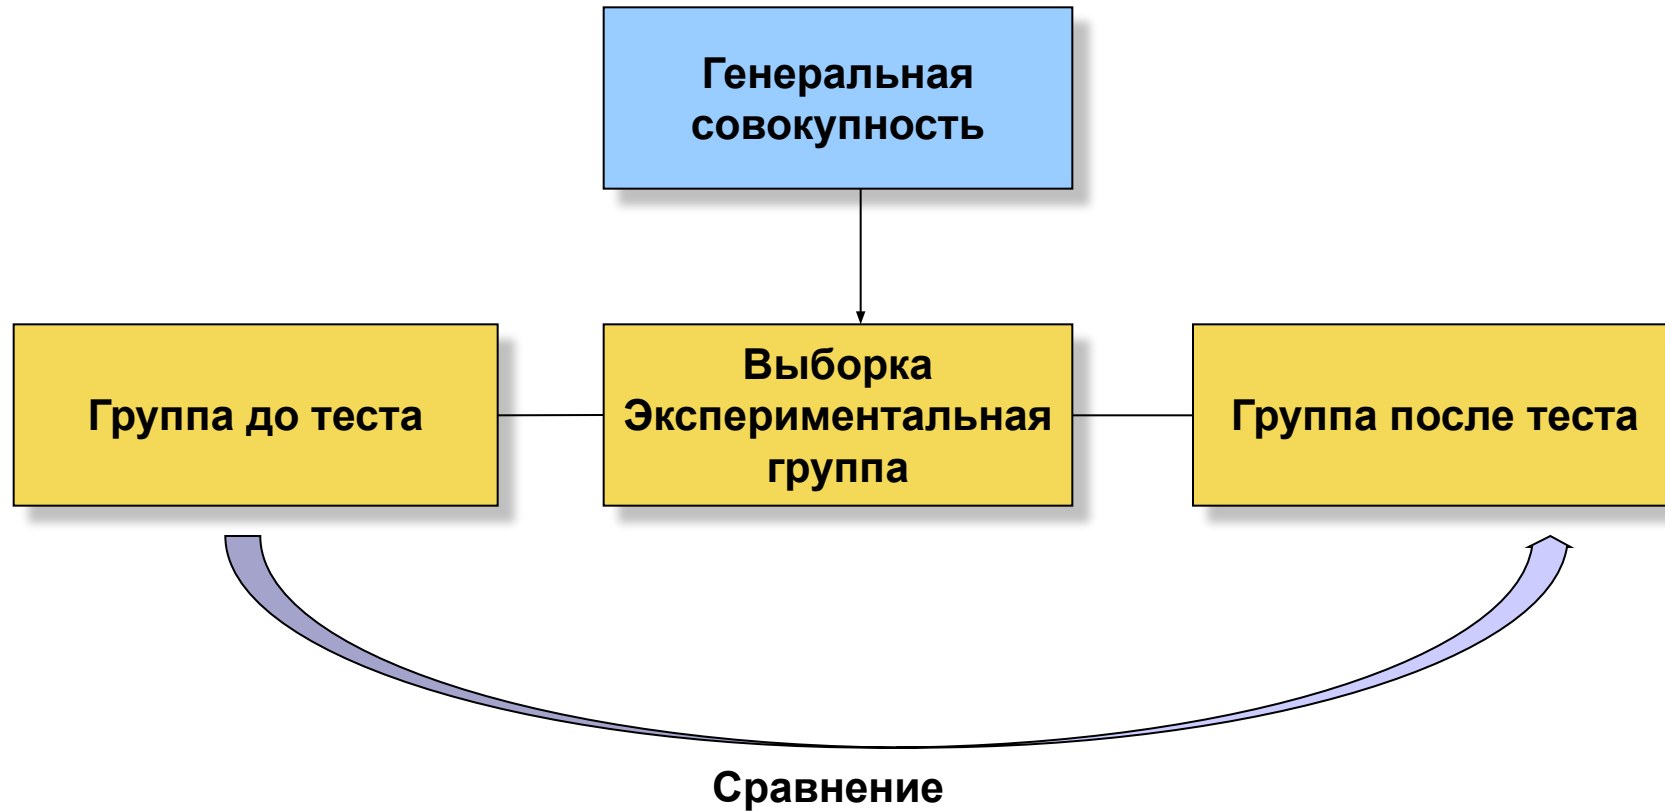 Генеральная
совокупность
Группа до теста
Выборка
Экспериментальная
группа
Группа после теста
Сравнение